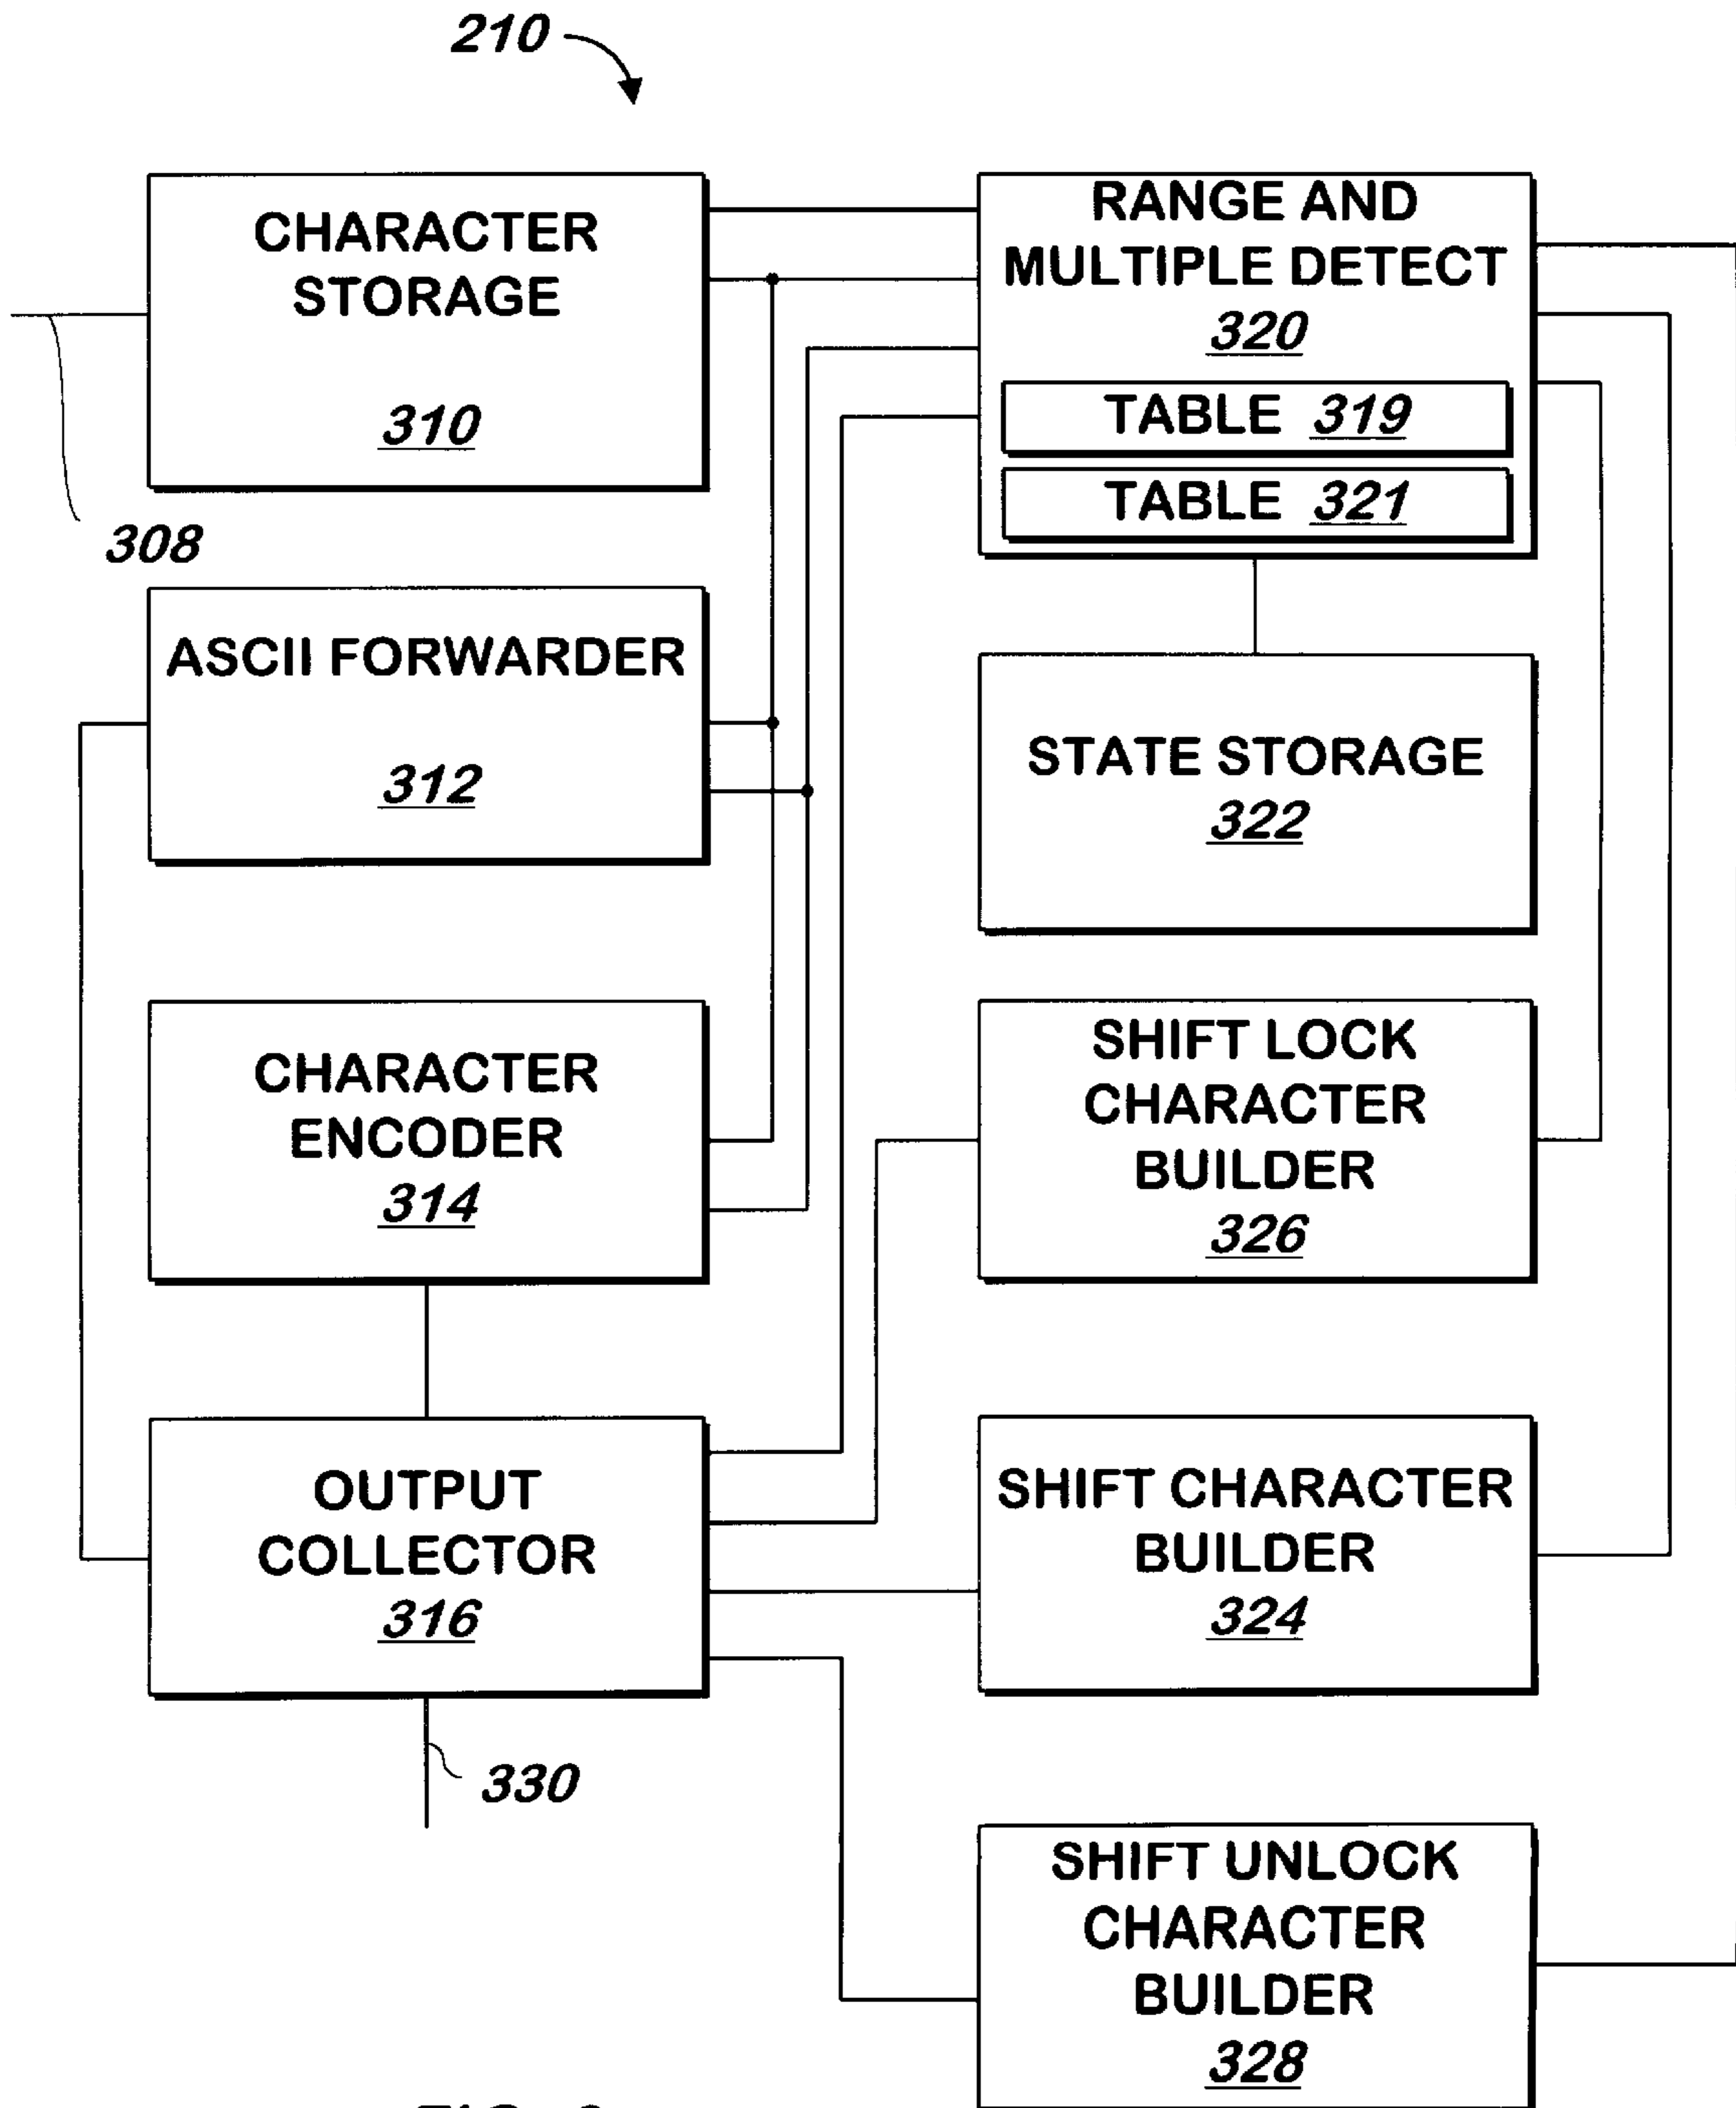 210
CHARACTER
STORAGE
310
308
RANGE AND
MULTIPLE DETECT
320
TABLE 319
TABLE 321
ASCII FORWARDER
312
STATE STORAGE
322
CHARACTER
ENCODER
314
SHIFT LOCK
CHARACTER
BUILDER
326
OUTPUT
COLLECTOR
316
SHIFT CHARACTER
BUILDER
324
330
SHIFT UNLOCK
CHARACTER
BUILDER
328